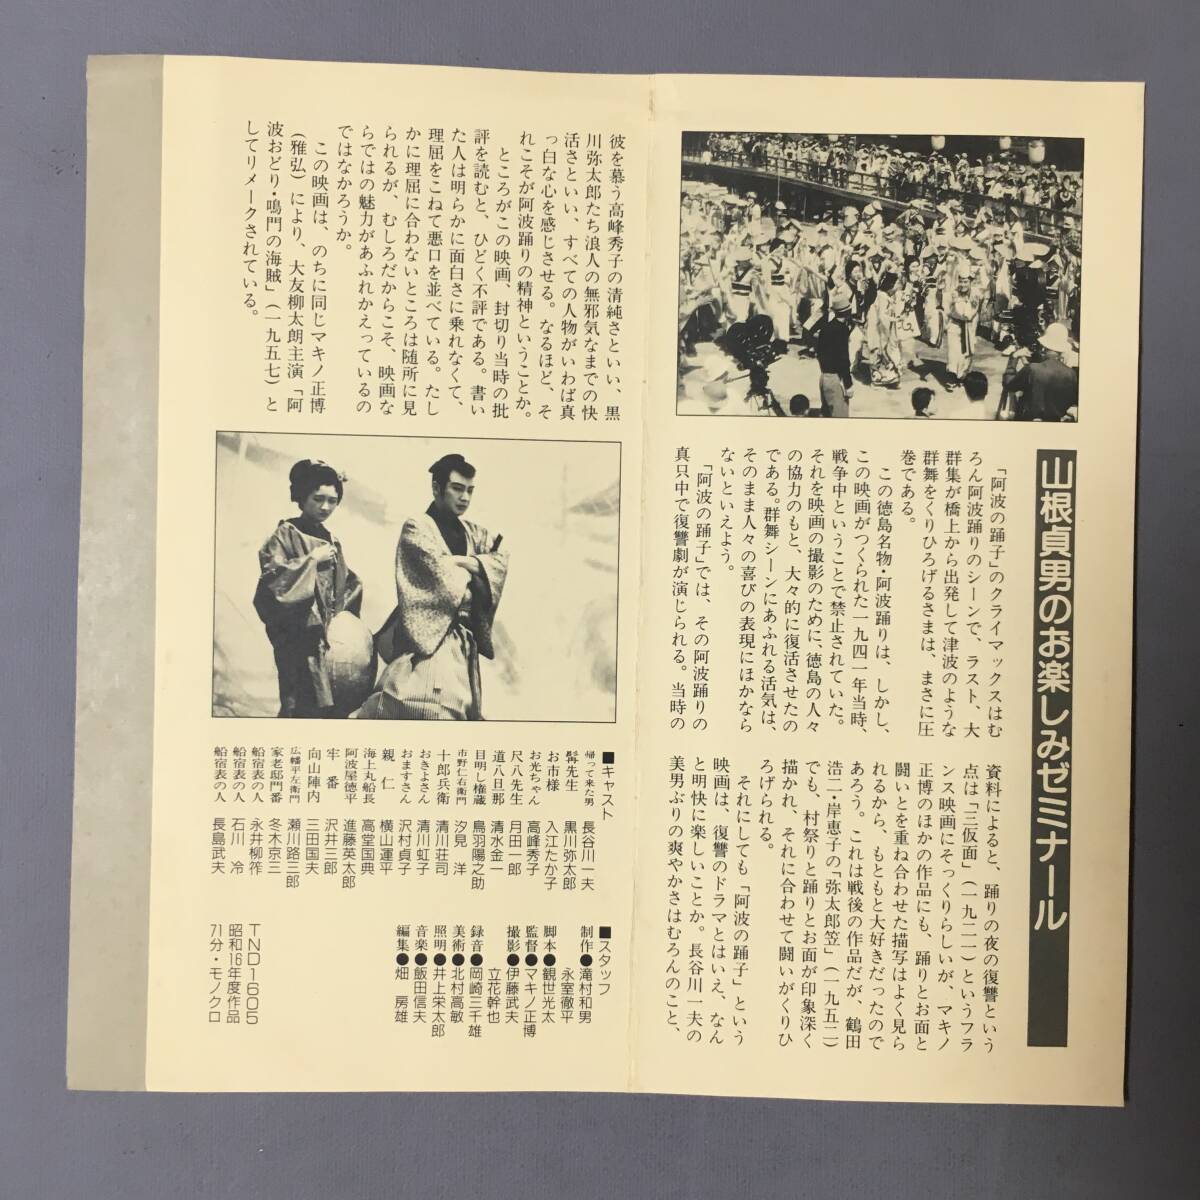 山根貞男のお楽しみゼミナール
「阿波の踊子」のクライマックスはむ
ろん阿波踊りのシーンで、ラスト、大
群集が橋上から出発して津波のような
群舞をくりひろげるさまは、まさに圧
巻である。
この徳島名物・阿波踊りは、しかし、
この映画がつくられた一九四一年当時、
戦争中ということで禁止されていた。
それを映画の撮影のために、徳島の人々
の協力のもと、大々的に復活させたの
である。群舞シーンにあふれる活気は、
そのまま人々の喜びの表現にほかなら
ないといえよう。
「阿波の踊子」では、その阿波踊りの
真只中で復讐劇が演じられる。当時の
資料によると、踊りの夜の復讐という
点は「三仮面」（一九二一）というフラ
ンス映画にそっくりらしいが、マキノ
正博のほかの作品にも、踊りとお面と
闘いとを重ね合わせた描写はよく見ら
れるから、もともと大好きだったので
あろう。これは戦後の作品だが、鶴田
浩二・岸恵子の「弥太郎笠」（一九五二）
でも、村祭りと踊りとお面が印象深く
描かれ、それに合わせて闘いがくりひ
ろげられる。
それにしても「阿波の踊子」という
映画は、復讐のドラマとはいえ、なん
と明快に楽しいことか。長谷川一夫の
美男ぶりの爽やかさはむろんのこと、
彼を慕う高峰秀子の清純さといい、黒
川弥太郎たち浪人の無邪気なまでの快
活さといい、すべての人物がいわば真
っ白な心を感じさせる。なるほど、そ
れこそが阿波踊りの精神ということか。
ところがこの映画、封切り当時の批
評を読むと、ひどく不評である。書い
た人は明らかに面白さに乗れなくて、
理屈をこねて悪口を並べている。たし
かに理屈に合わないところは随所に見
られるが、むしろだからこそ、映画な
らではの魅力があふれかえっているの
ではなかろうか。
この映画は、のちに同じマキノ正博
（雅弘）により、大友柳太朗主演「阿
波おどり・鳴門の海賊」（一九五七）と
してリメークされている。
■キャスト
帰って来た男 長谷川一夫
髯先生 黒川弥太郎
お市様 入江たか子
お光ちゃん 高峰秀子
尺八先生 月田一郎
道八旦那 清水金一
目明し権蔵 鳥羽陽之助
市野仁右衛門 汐見 洋
十郎兵衛 清川荘司
おきよさん 清川虹子
おますさん 沢村貞子
親仁 横山運平
海上丸船長 高堂国典
阿波屋徳平 進藤英太郎
牢番 沢井三郎
向山陣内 三田国夫
広幡平左衛門 瀬川路三郎
家老邸門番 冬木京三
船宿表の人 永井柳筰
船宿表の人 石川 冷
船宿表の人 長島武夫
■スタッフ
制作●滝村和男
永室徹平
脚本●観世光太
監督●マキノ正博
撮影●伊藤武夫
立花幹也
録音●岡崎三千雄
美術●北村高敏
照明●井上栄太郎
音楽●飯田信夫
編集●畑 房雄
TND1605
昭和16年度作品
71分・モノクロ